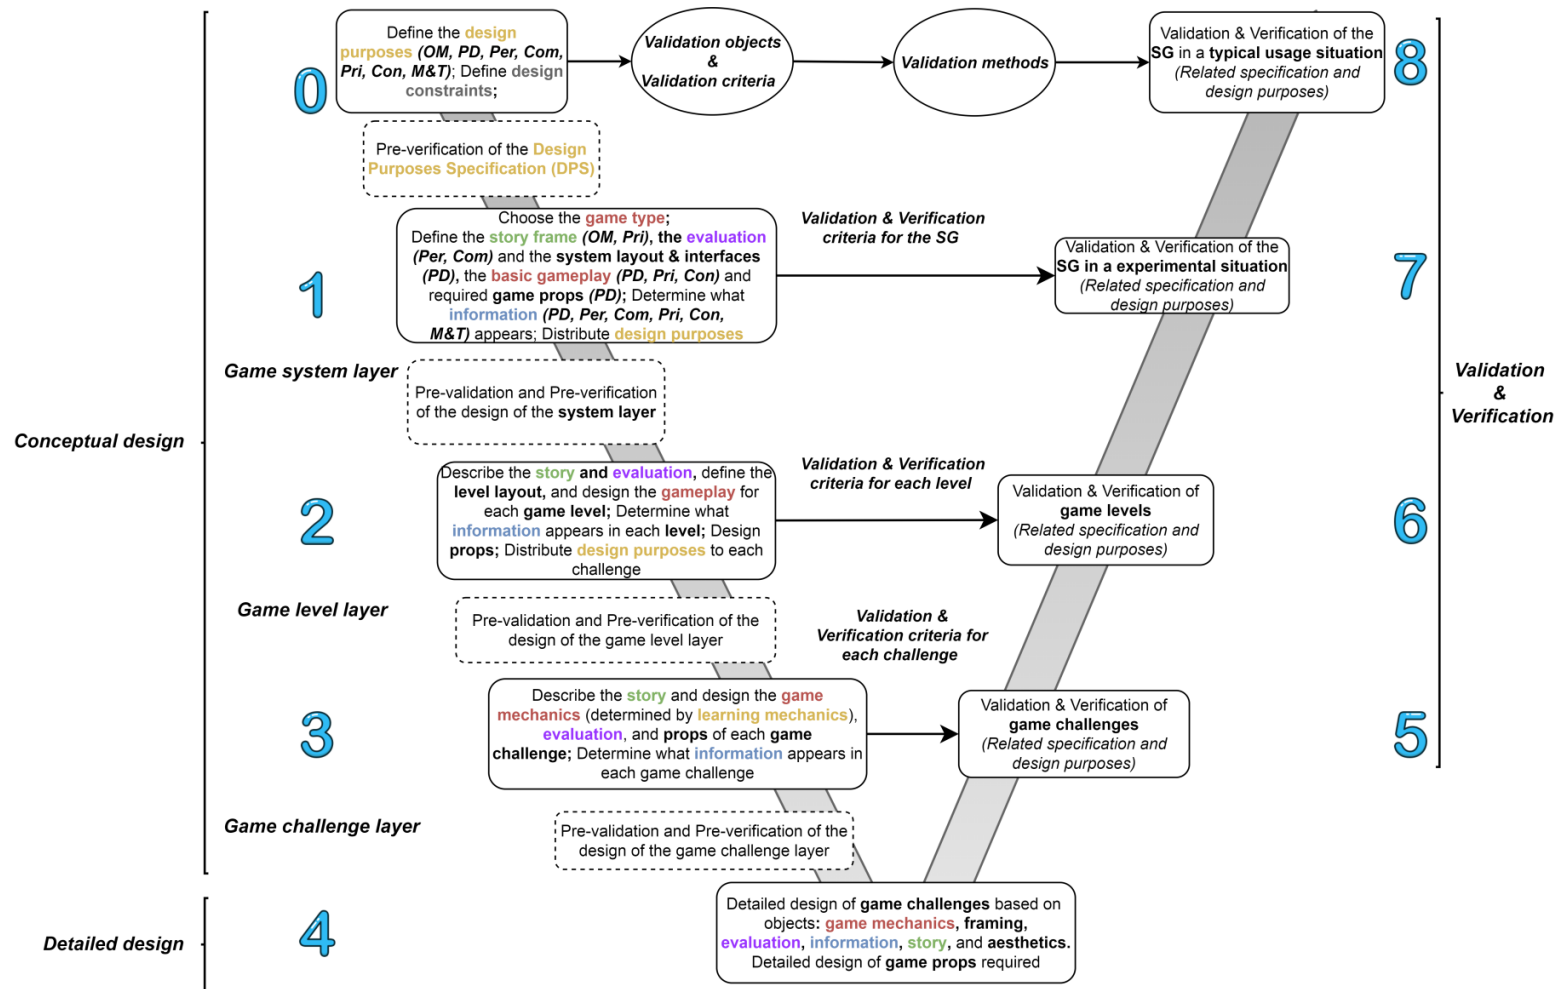 0
Define the design
purposes (OM, PD, Per, Com,
Pri, Con, M&T); Define design
constraints;
Validation objects
&
Validation criteria
Validation methods
Validation & Verification of the
SG in a typical usage situation
(Related specification and
design purposes)
8
Pre-verification of the Design
Purposes Specification (DPS)
1
Choose the game type;
Define the story frame (OM, Pri), the evaluation
(Per, Com) and the system layout & interfaces
(PD), the basic gameplay (PD, Pri, Con) and
required game props (PD); Determine what
information (PD, Per, Com, Pri, Con,
M&T) appears; Distribute design purposes
Validation & Verification
criteria for the SG
Validation & Verification of the
SG in a experimental situation
(Related specification and
design purposes)
7
Game system layer
Pre-validation and Pre-verification
of the design of the system layer
Validation
&
Verification
Conceptual design
2
Describe the story and evaluation, define the
level layout, and design the gameplay for
each game level; Determine what
information appears in each level; Design
props; Distribute design purposes to each
challenge
Validation & Verification
criteria for each level
Validation & Verification of
game levels
(Related specification and
design purposes)
6
Game level layer
Pre-validation and Pre-verification of the
design of the game level layer
Validation &
Verification criteria for
each challenge
3
Describe the story and design the game
mechanics (determined by learning mechanics),
evaluation, and props of each game
challenge; Determine what information appears in
each game challenge
Validation & Verification of
game challenges
(Related specification and
design purposes)
5
Game challenge layer
Pre-validation and Pre-verification of the
design of the game challenge layer
Detailed design
4
Detailed design of game challenges based on
objects: game mechanics, framing,
evaluation, information, story, and aesthetics.
Detailed design of game props required